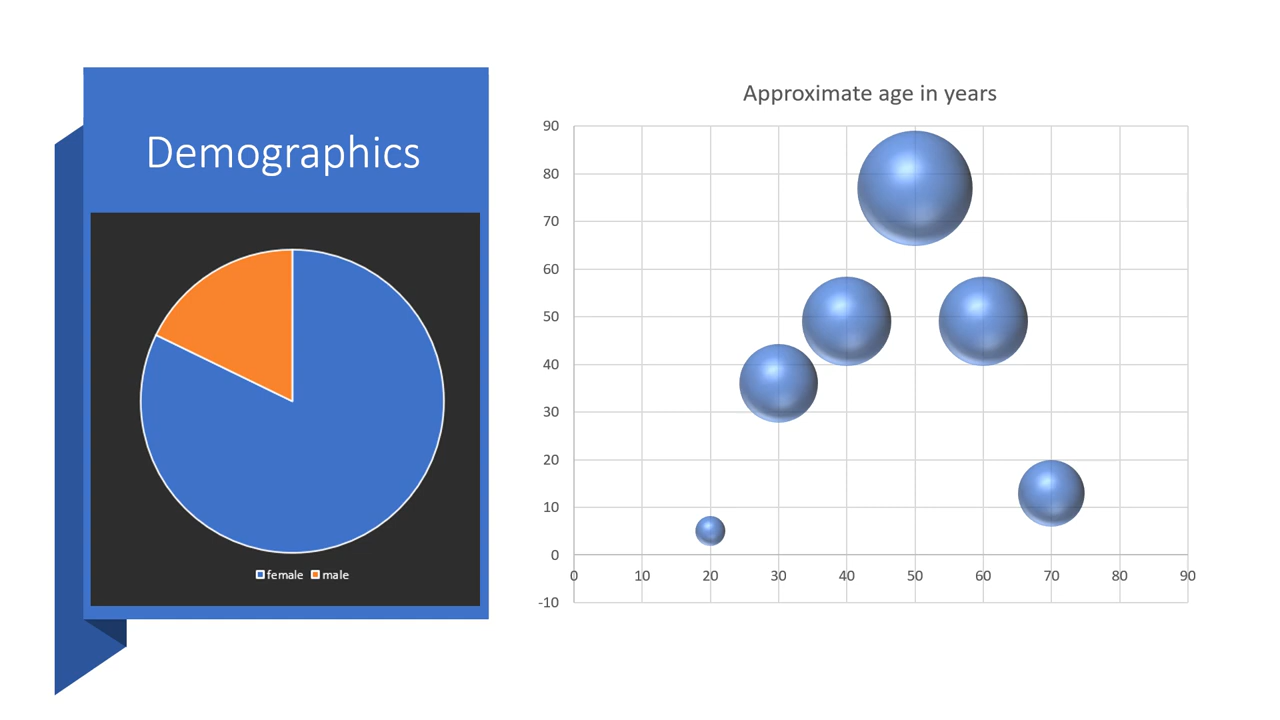 Demographics
female male
Approximate age in years
90
80
70
60
50
40
30
20
10
0
-10
0 10 20 30 40 50 60 70 80 90